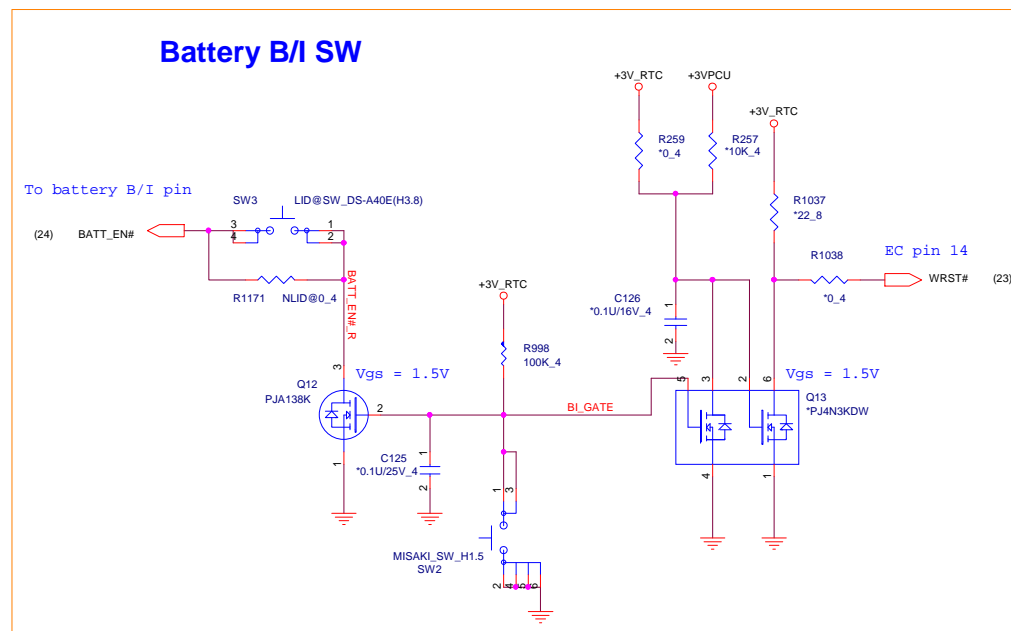 Battery B/I SW
+3V_RTC
+3VPCU
+3V_RTC
R259
*0_4
R257
*10K_4
To battery B/I pin
SW3
LID@SW_DS-A40E(H3.8)
R1037
*22_8
(24)
BATT_EN#
3
4
1
2
EC pin 14
R1038
WRST#
(23)
*0_4
R1171
NLID@0_4
BATT_EN#_R
+3V_RTC
C126
*0.1U/16V_4
1
2
R998
100K_4
3
Vgs = 1.5V
Q12
PJA138K
2
1
BI_GATE
5
3
2
6
Vgs = 1.5V
Q13
*PJ4N3KDW
4
1
C125
*0.1U/25V_4
1
2
1
3
MISAKI_SW_H1.5
SW2
2
4
5
6